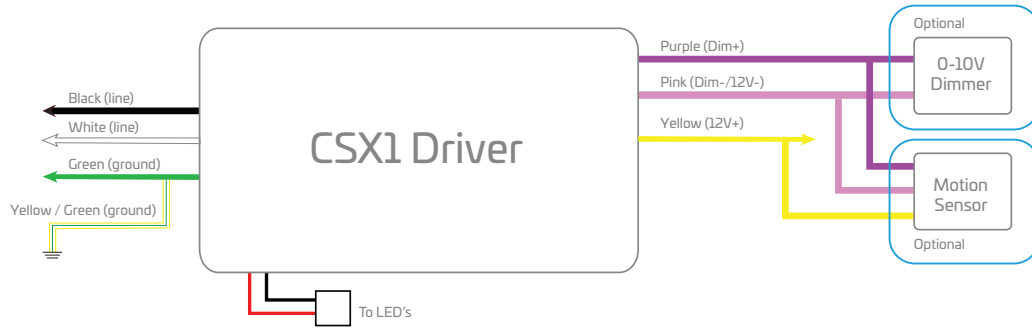 Optional
Purple (Dim+)
0-10V
Dimmer
Pink (Dim-/12V-)
Black (line)
White (line)
Yellow (12V+)
CSX1 Driver
Green (ground)
Motion
Sensor
Yellow / Green (ground)
Optional
To LED's